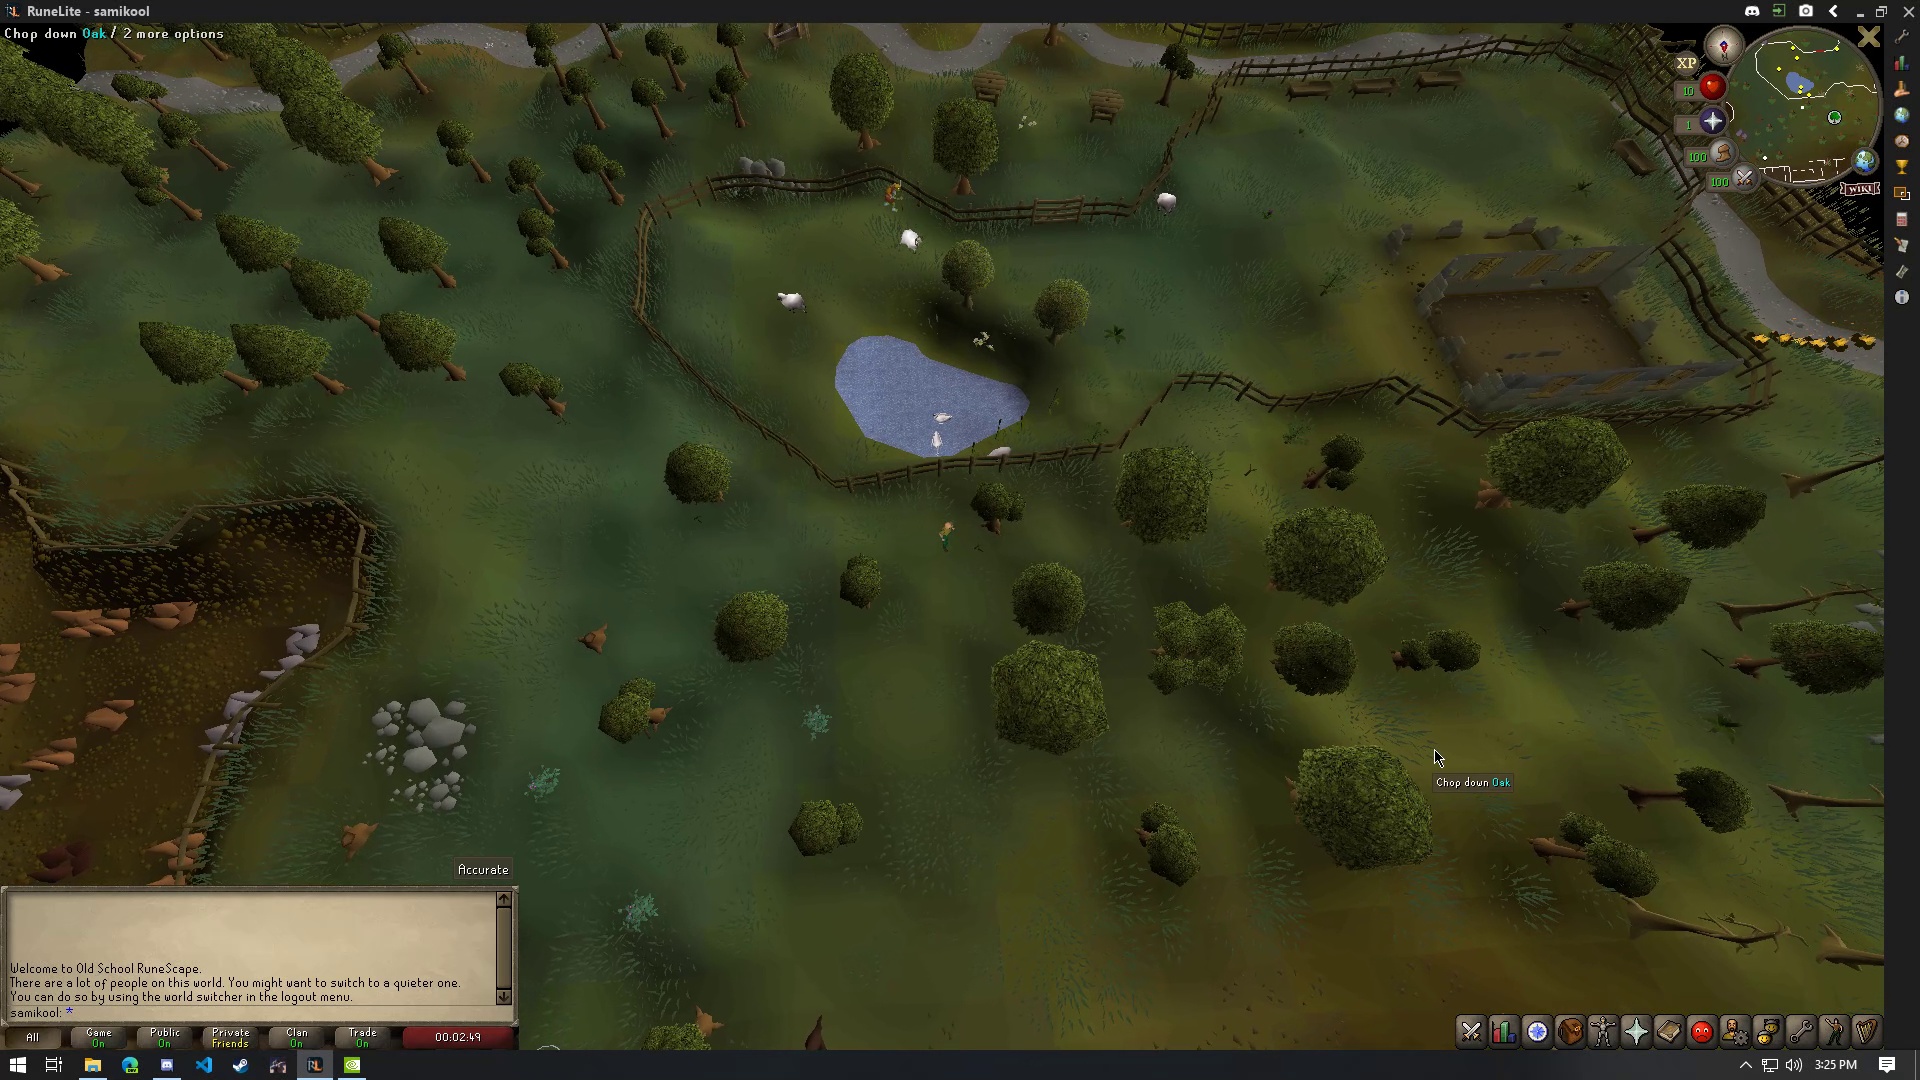 RuneLite - samikool
Chop down Oak / 2 more options
XP
10
1
100
100
WIKI
Chop down Oak
Accurate
Welcome to Old School RuneScape.
There are a lot of people on this world. You might want to switch to a quieter one.
You can do so by using the world switcher in the logout menu.
samikool: *
All
Game
On
Public
On
Private
Friends
Clan
On
Trade
On
00:02:49
3:25 PM